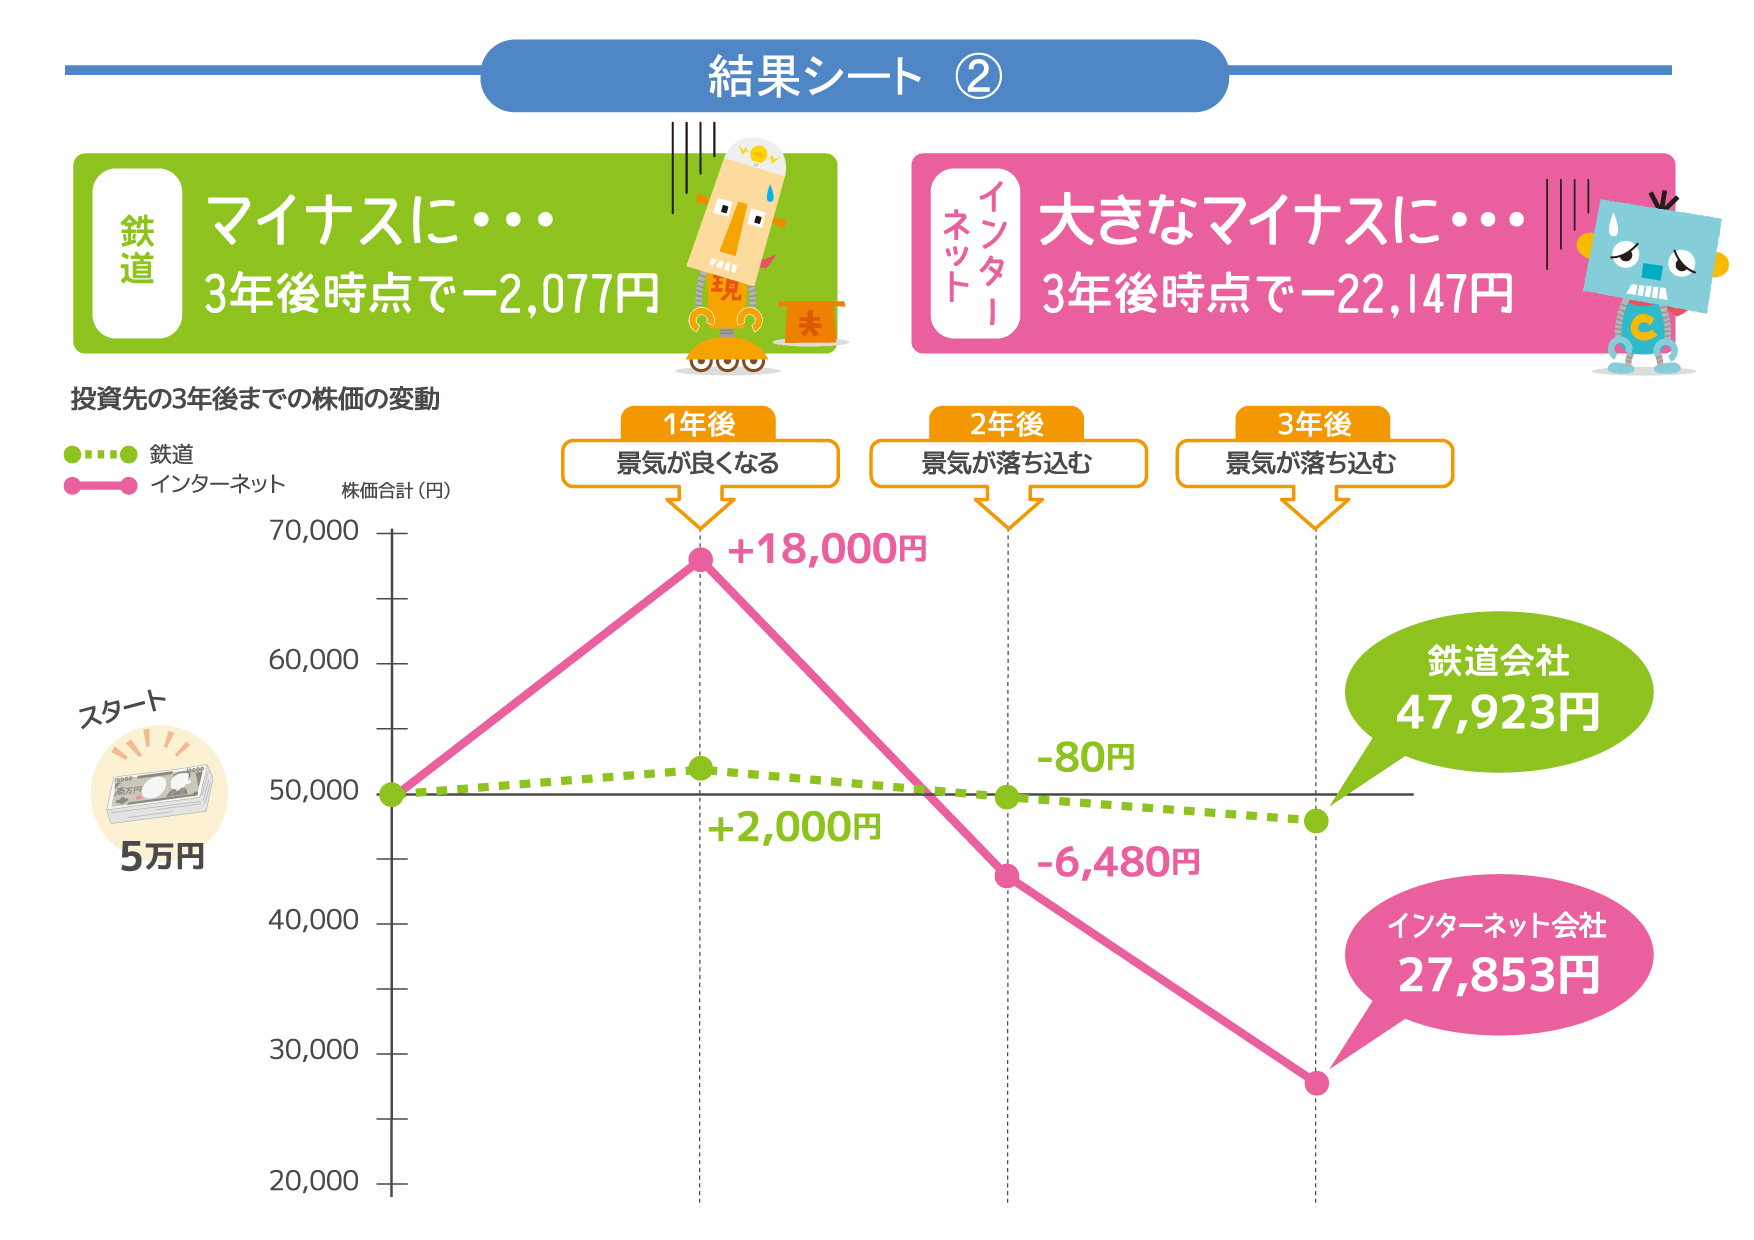 結果シート ②
鉄道
マイナスに・・・
3年後時点で−2,077円
現
未
インターネット
大きなマイナスに・・・
3年後時点で−22,147円
C
投資先の3年後までの株価の変動
鉄道
インターネット
株価合計(円)
1年後
景気が良くなる
2年後
景気が落ち込む
3年後
景気が落ち込む
70,000
60,000
50,000
40,000
30,000
20,000
スタート
5万円
+18,000円
+2,000円
-80円
-6,480円
鉄道会社
47,923円
インターネット会社
27,853円